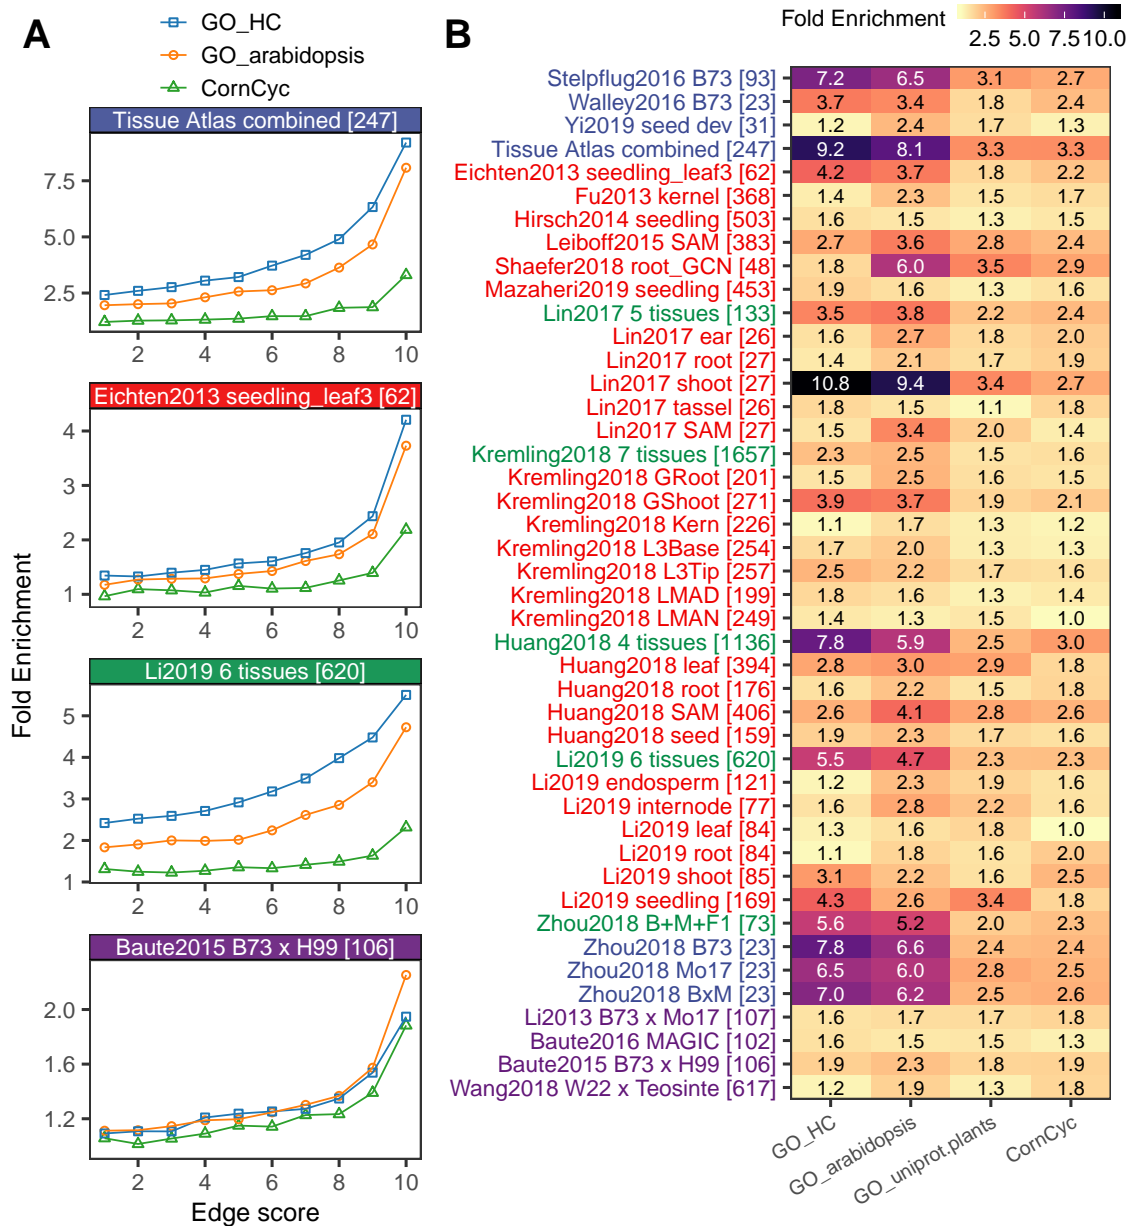 A
GO_HC
GO_arabidopsis
CornCyc
Fold Enrichment
Tissue Atlas combined [247]
7.5
5.0
2.5
2 4 6 8 10
Eichten2013 seedling_leaf3 [62]
4
3
2
1
2 4 6 8 10
Li2019 6 tissues [620]
5
4
3
2
1
2 4 6 8 10
Baute2015 B73 x H99 [106]
2.0
1.6
1.2
2 4 6 8 10
Edge score
B
Fold Enrichment
2.5 5.0 7.5 10.0
Stelpflug2016 B73 [93] 7.2 6.5 3.1 2.7
Walley2016 B73 [23] 3.7 3.4 1.8 2.4
Yi2019 seed dev [31] 1.2 2.4 1.7 1.3
Tissue Atlas combined [247] 9.2 8.1 3.3 3.3
Eichten2013 seedling_leaf3 [62] 4.2 3.7 1.8 2.2
Fu2013 kernel [368] 1.4 2.3 1.5 1.7
Hirsch2014 seedling [503] 1.6 1.5 1.3 1.5
Leiboff2015 SAM [383] 2.7 3.6 2.8 2.4
Shaefer2018 root_GCN [48] 1.8 6.0 3.5 2.9
Mazaheri2019 seedling [453] 1.9 1.6 1.3 1.6
Lin2017 5 tissues [133] 3.5 3.8 2.2 2.4
Lin2017 ear [26] 1.6 2.7 1.8 2.0
Lin2017 root [27] 1.4 2.1 1.7 1.9
Lin2017 shoot [27] 10.8 9.4 3.4 2.7
Lin2017 tassel [26] 1.8 1.5 1.1 1.8
Lin2017 SAM [27] 1.5 3.4 2.0 1.4
Kremling2018 7 tissues [1657] 2.3 2.5 1.5 1.6
Kremling2018 GRoot [201] 1.5 2.5 1.6 1.5
Kremling2018 GShoot [271] 3.9 3.7 1.9 2.1
Kremling2018 Kern [226] 1.1 1.7 1.3 1.2
Kremling2018 L3Base [254] 1.7 2.0 1.3 1.3
Kremling2018 L3Tip [257] 2.5 2.2 1.7 1.6
Kremling2018 LMAD [199] 1.8 1.6 1.3 1.4
Kremling2018 LMAN [249] 1.4 1.3 1.5 1.0
Huang2018 4 tissues [1136] 7.8 5.9 2.5 3.0
Huang2018 leaf [394] 2.8 3.0 2.9 1.8
Huang2018 root [176] 1.6 2.2 1.5 1.8
Huang2018 SAM [406] 2.6 4.1 2.8 2.6
Huang2018 seed [159] 1.9 2.3 1.7 1.6
Li2019 6 tissues [620] 5.5 4.7 2.3 2.3
Li2019 endosperm [121] 1.2 2.3 1.9 1.6
Li2019 internode [77] 1.6 2.8 2.2 1.6
Li2019 leaf [84] 1.3 1.6 1.8 1.0
Li2019 root [84] 1.1 1.8 1.6 2.0
Li2019 shoot [85] 3.1 2.2 1.6 2.5
Li2019 seedling [169] 4.3 2.6 3.4 1.8
Zhou2018 B+M+F1 [73] 5.6 5.2 2.0 2.3
Zhou2018 B73 [23] 7.8 6.6 2.4 2.4
Zhou2018 Mo17 [23] 6.5 6.0 2.8 2.5
Zhou2018 BxM [23] 7.0 6.2 2.5 2.6
Li2013 B73 x Mo17 [107] 1.6 1.7 1.7 1.8
Baute2016 MAGIC [102] 1.6 1.5 1.5 1.3
Baute2015 B73 x H99 [106] 1.9 2.3 1.8 1.9
Wang2018 W22 x Teosinte [617] 1.2 1.9 1.3 1.8
GO_HC GO_arabidopsis GO_uniprot.plants CornCyc